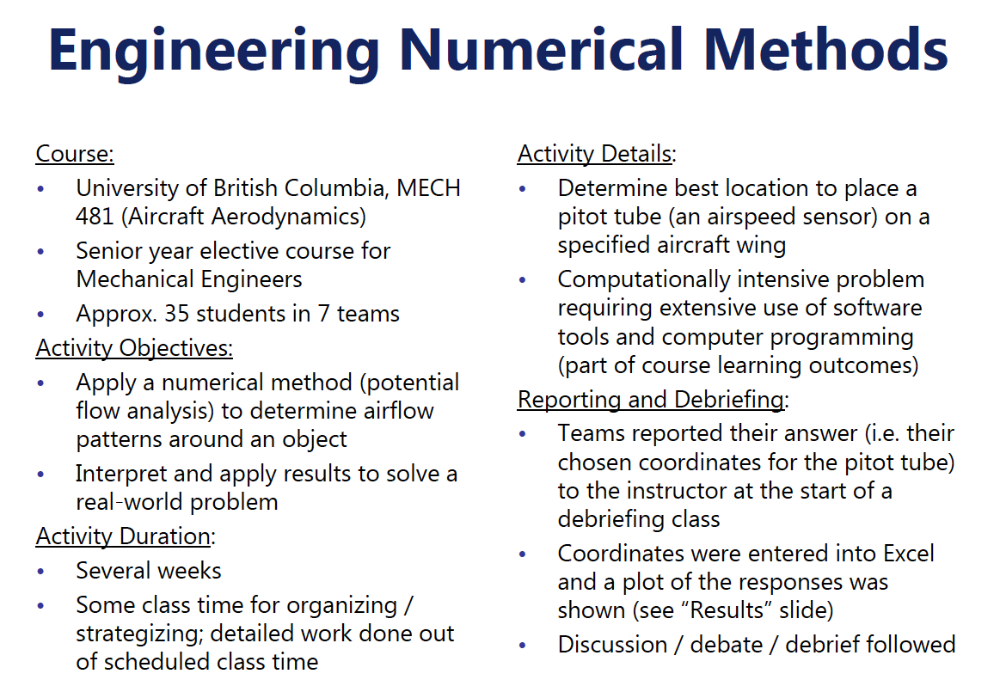 Engineering Numerical Methods
Course:
• University of British Columbia, MECH
481 (Aircraft Aerodynamics)
• Senior year elective course for
Mechanical Engineers
• Approx. 35 students in 7 teams
Activity Objectives:
• Apply a numerical method (potential
flow analysis) to determine airflow
patterns around an object
• Interpret and apply results to solve a
real-world problem
Activity Duration:
• Several weeks
• Some class time for organizing /
strategizing; detailed work done out
of scheduled class time
Activity Details:
• Determine best location to place a
pitot tube (an airspeed sensor) on a
specified aircraft wing
• Computationally intensive problem
requiring extensive use of software
tools and computer programming
(part of course learning outcomes)
Reporting and Debriefing:
• Teams reported their answer (i.e. their
chosen coordinates for the pitot tube)
to the instructor at the start of a
debriefing class
• Coordinates were entered into Excel
and a plot of the responses was
shown (see “Results” slide)
• Discussion / debate / debrief followed